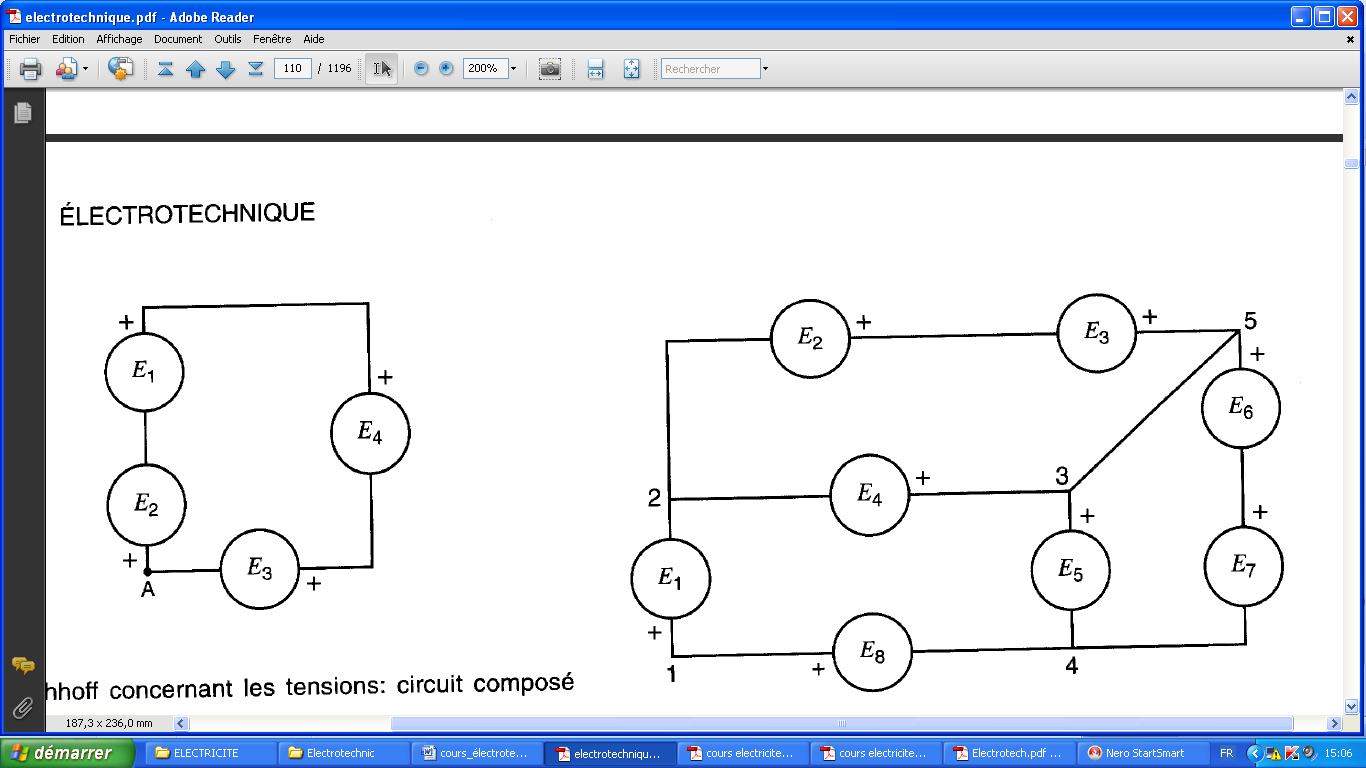 electrotechnique.pdf - Adobe Reader
Fichier Edition Affichage Document Outils Fenêtre Aide
110 / 1196 200% Rechercher
ÉLECTROTECHNIQUE
+ E1
E2
+ A
E3 +
+ E4
E2 +
E3 + 5
+ E6
2 E4 + 3
+ E5
+ E7
E1 +
1
+ E8
4
hhoff concernant les tensions: circuit composé
187,3 x 236,0 mm
démarrer ELECTRICITE Electrotechnic cours_électrote... electrotechnique... cours electricite... cours electricite... Electrotech.pdf ... Nero StartSmart FR 15:06